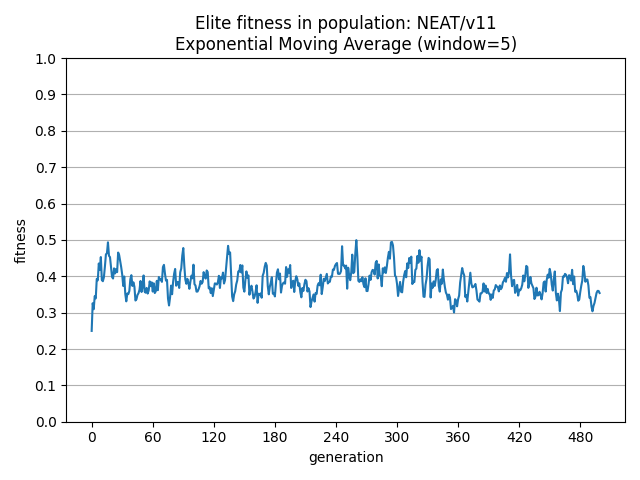 Elite fitness in population: NEAT/v11
Exponential Moving Average (window=5)
1.0
0.9
0.8
0.7
0.6
0.5
0.4
0.3
0.2
0.1
0.0
fitness
0 60 120 180 240 300 360 420 480
generation